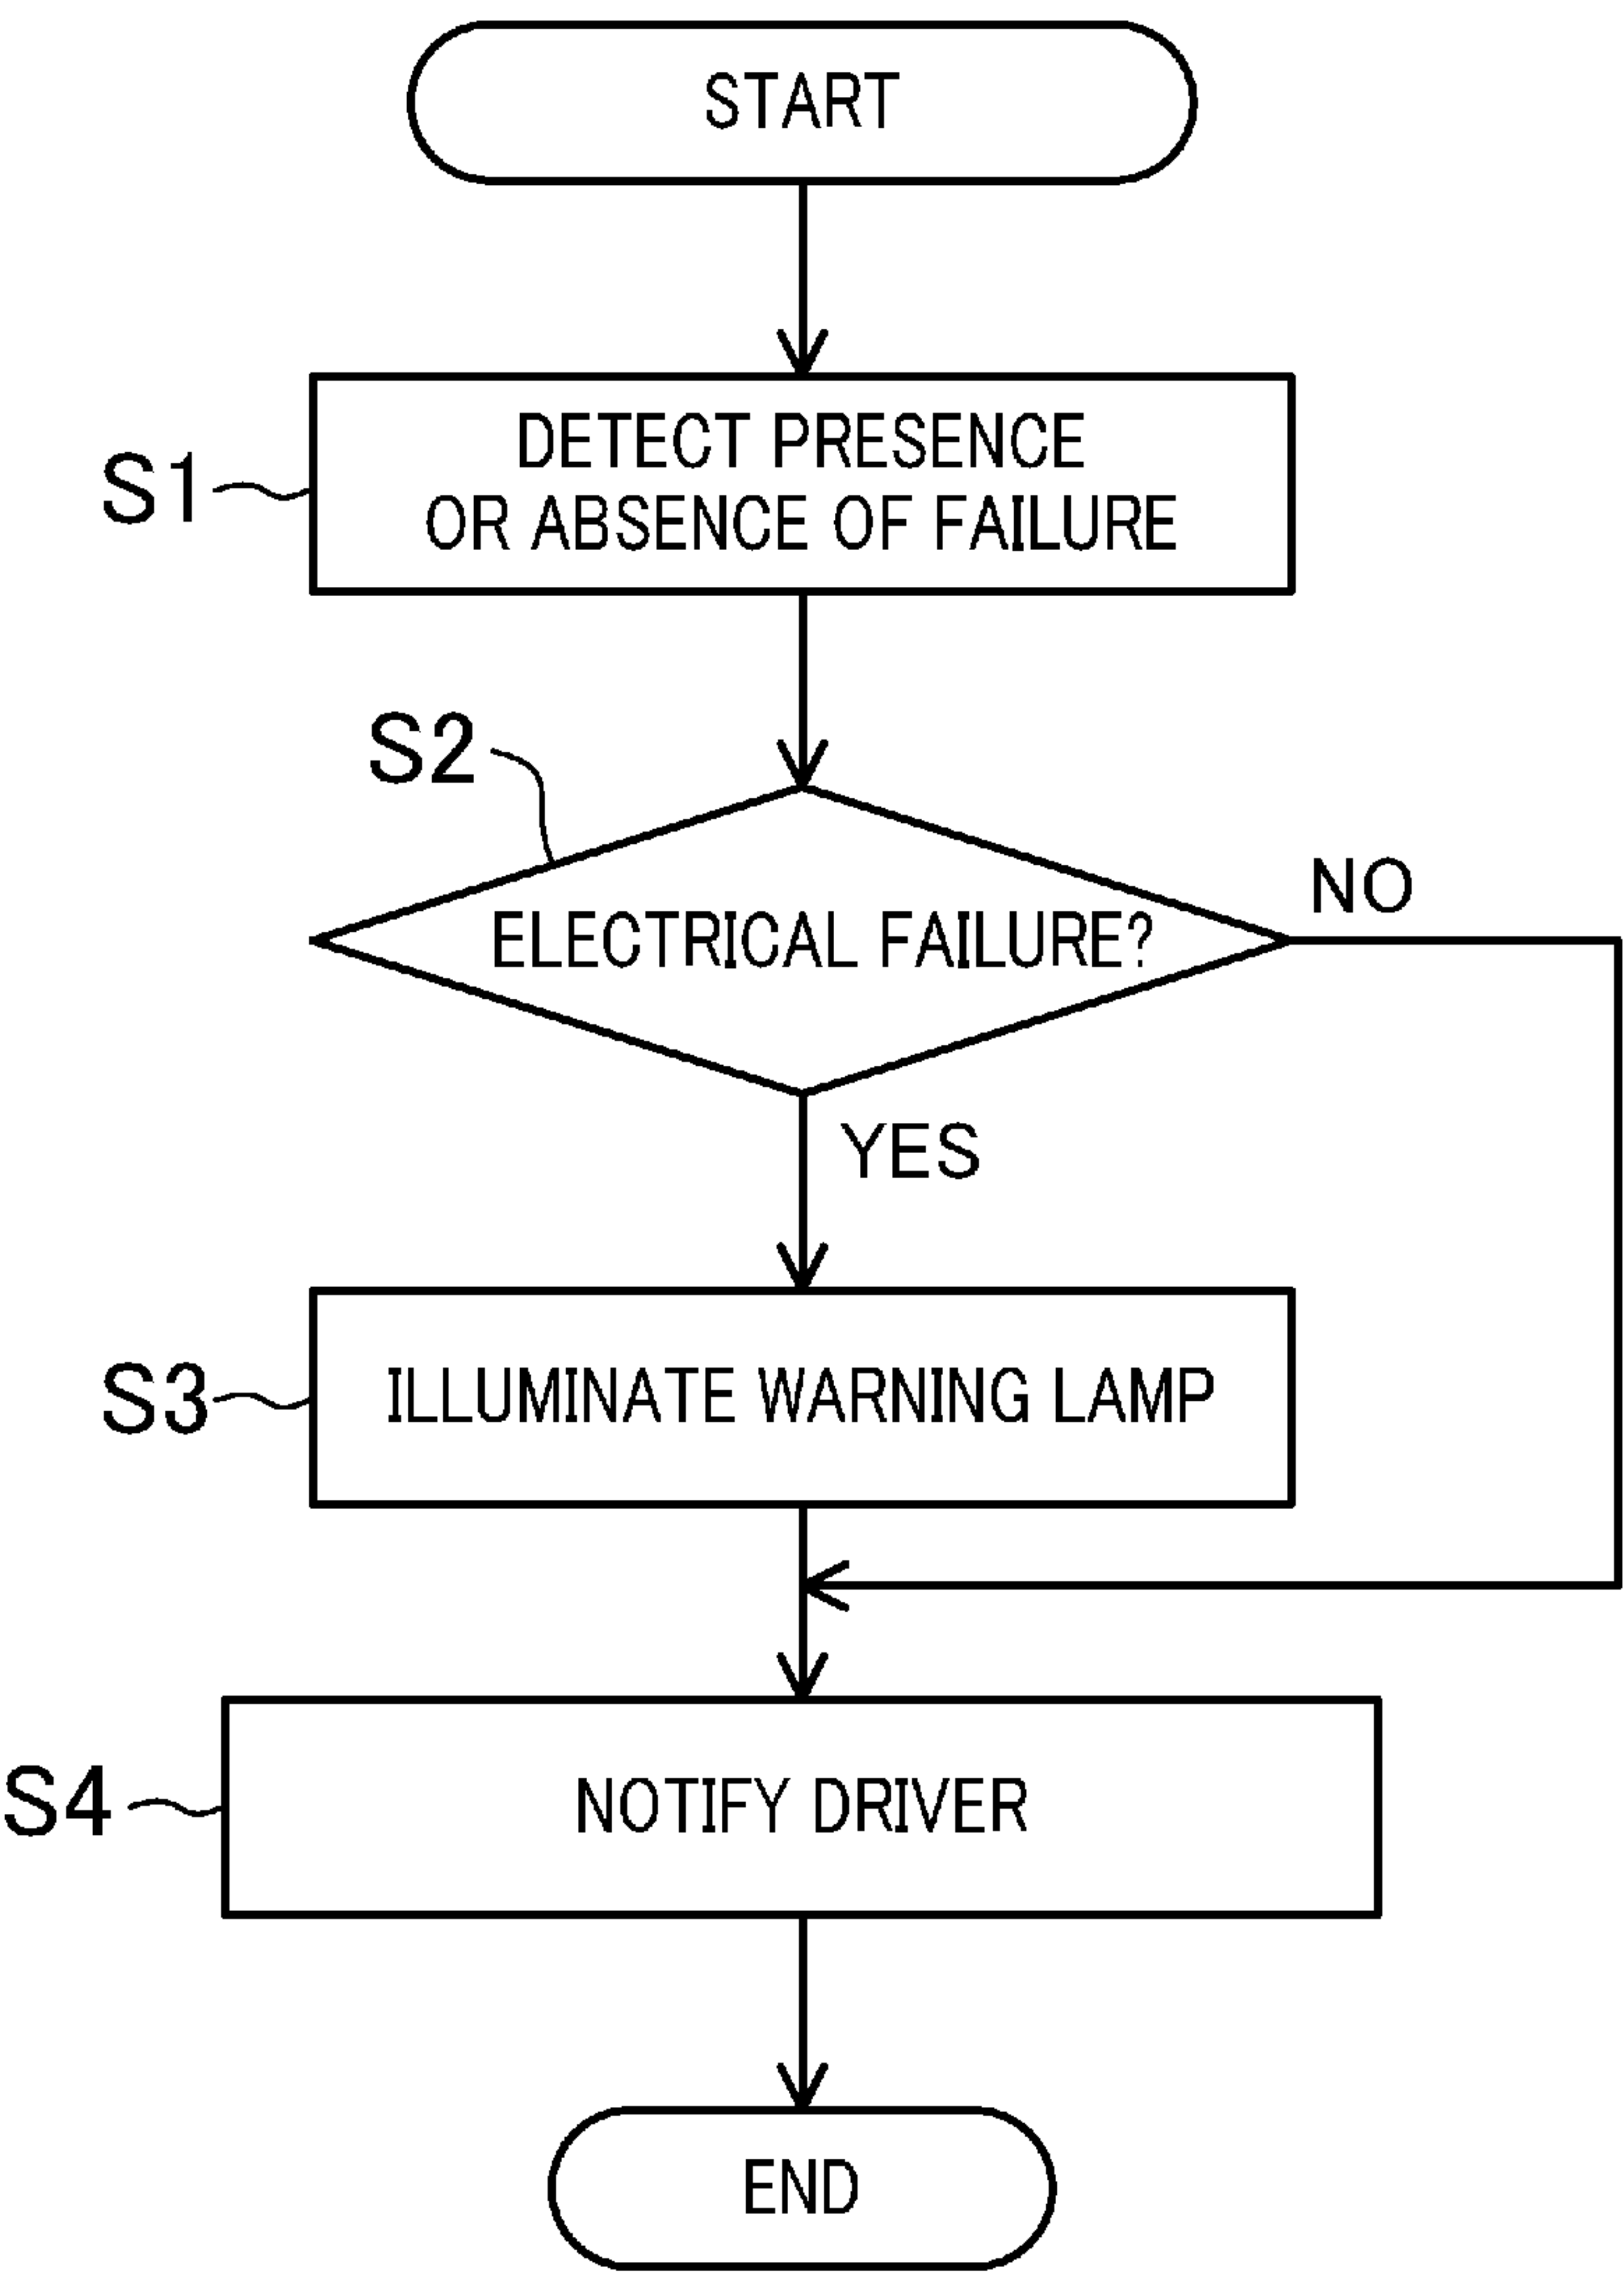 START
S1
DETECT PRESENCE
OR ABSENCE OF FAILURE
S2
ELECTRICAL FAILURE?
NO
YES
S3
ILLUMINATE WARNING LAMP
S4
NOTIFY DRIVER
END